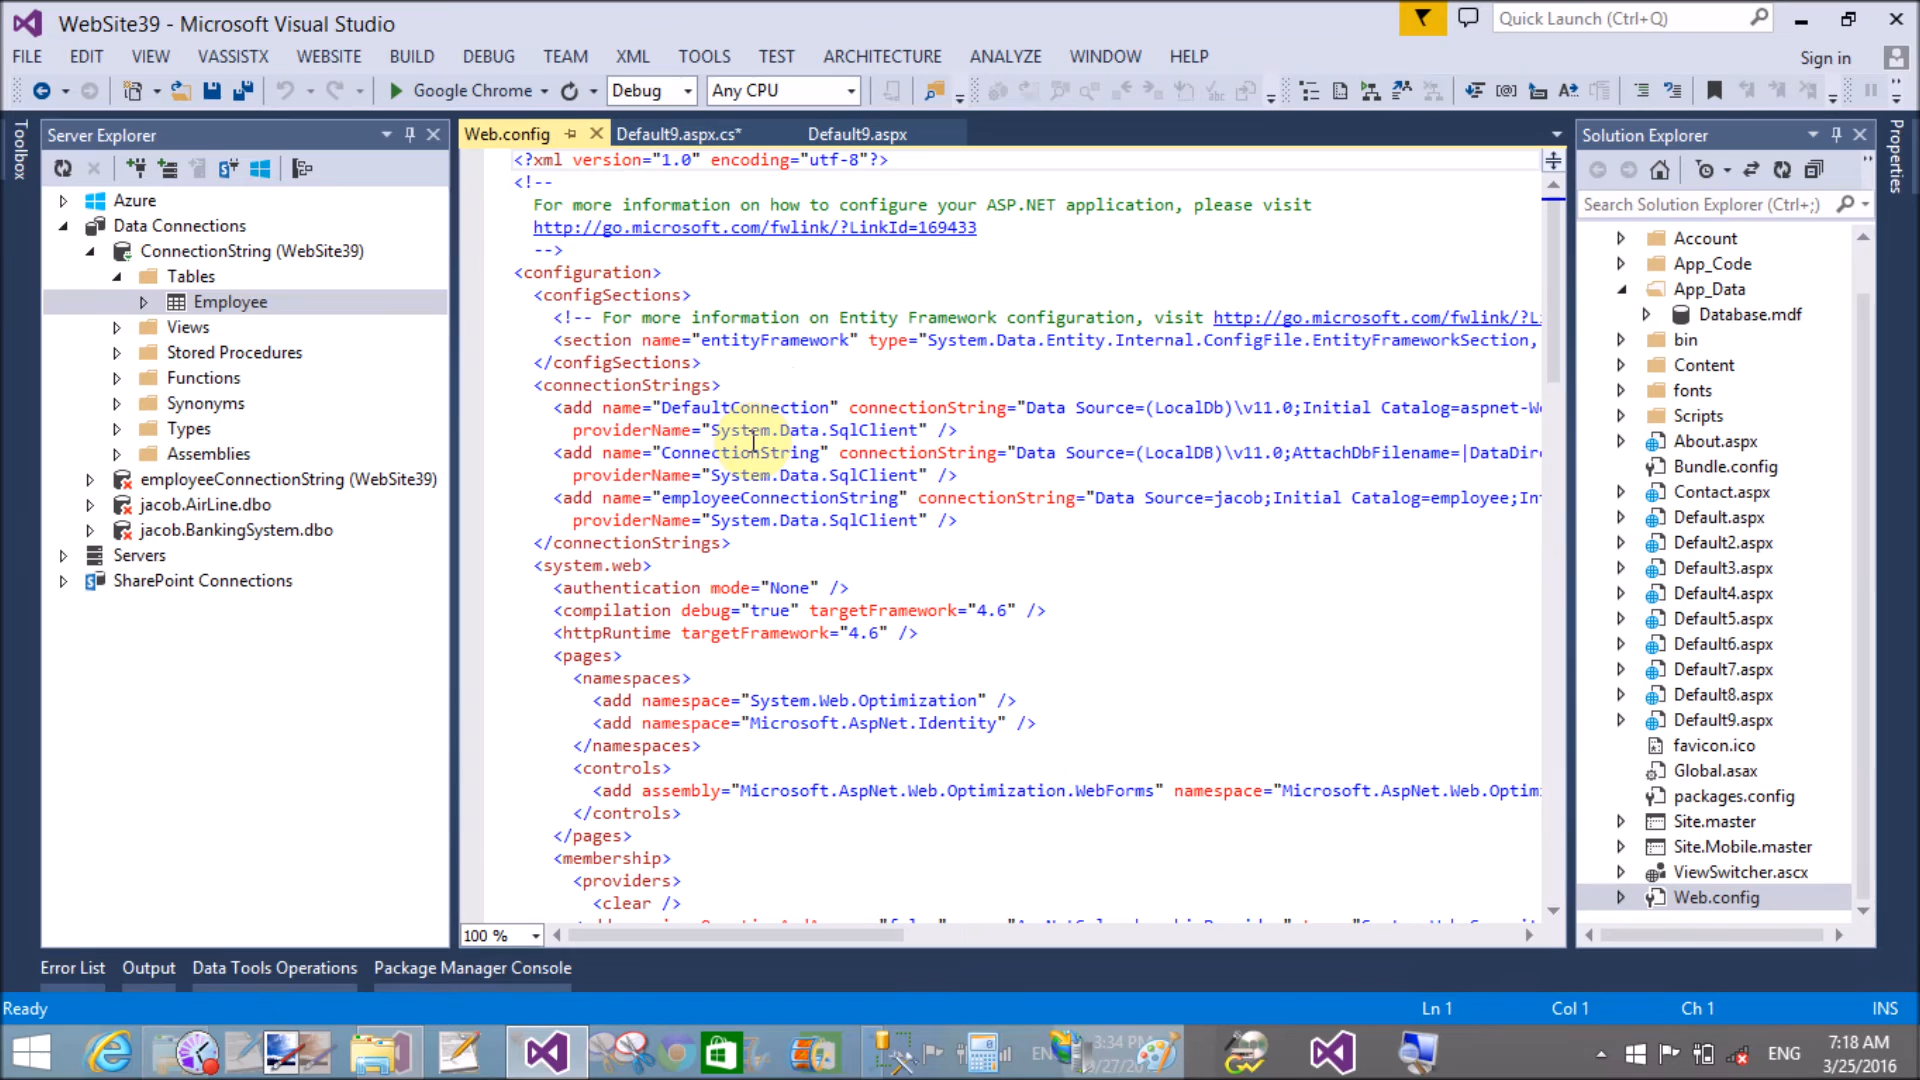 WebSite39 - Microsoft Visual Studio
Quick Launch (Ctrl+Q)
FILE EDIT VIEW VASSISTX WEBSITE BUILD DEBUG TEAM XML TOOLS TEST ARCHITECTURE ANALYZE WINDOW HELP
Sign in
Google Chrome Debug Any CPU
Toolbox
Server Explorer
Azure
Data Connections
ConnectionString (WebSite39)
Tables
Employee
Views
Stored Procedures
Functions
Synonyms
Types
Assemblies
employeeConnectionString (WebSite39)
jacob.AirLine.dbo
jacob.BankingSystem.dbo
Servers
SharePoint Connections
Web.config Default9.aspx.cs* Default9.aspx
<?xml version="1.0" encoding="utf-8"?>
<!--
For more information on how to configure your ASP.NET application, please visit
http://go.microsoft.com/fwlink/?LinkId=169433
-->
<configuration>
<configSections>
<!-- For more information on Entity Framework configuration, visit http://go.microsoft.com/fwlink/?L
<section name="entityFramework" type="System.Data.Entity.Internal.ConfigFile.EntityFrameworkSection,
</configSections>
<connectionStrings>
<add name="DefaultConnection" connectionString="Data Source=(LocalDb)\v11.0;Initial Catalog=aspnet-We
providerName="System.Data.SqlClient" />
<add name="ConnectionString" connectionString="Data Source=(LocalDB)\v11.0;AttachDbFilename=|DataDire
providerName="System.Data.SqlClient" />
<add name="employeeConnectionString" connectionString="Data Source=jacob;Initial Catalog=employee;Int
providerName="System.Data.SqlClient" />
</connectionStrings>
<system.web>
<authentication mode="None" />
<compilation debug="true" targetFramework="4.6" />
<httpRuntime targetFramework="4.6" />
<pages>
<namespaces>
<add namespace="System.Web.Optimization" />
<add namespace="Microsoft.AspNet.Identity" />
</namespaces>
<controls>
<add assembly="Microsoft.AspNet.Web.Optimization.WebForms" namespace="Microsoft.AspNet.Web.Optim
</controls>
</pages>
<membership>
<providers>
<clear />
100 %
Solution Explorer
Search Solution Explorer (Ctrl+;)
Account
App_Code
App_Data
Database.mdf
bin
Content
fonts
Scripts
About.aspx
Bundle.config
Contact.aspx
Default.aspx
Default2.aspx
Default3.aspx
Default4.aspx
Default5.aspx
Default6.aspx
Default7.aspx
Default8.aspx
Default9.aspx
favicon.ico
Global.asax
packages.config
Site.master
Site.Mobile.master
ViewSwitcher.ascx
Web.config
Properties
Error List Output Data Tools Operations Package Manager Console
Ready Ln 1 Col 1 Ch 1 INS
ENG
7:18 AM
3/25/2016